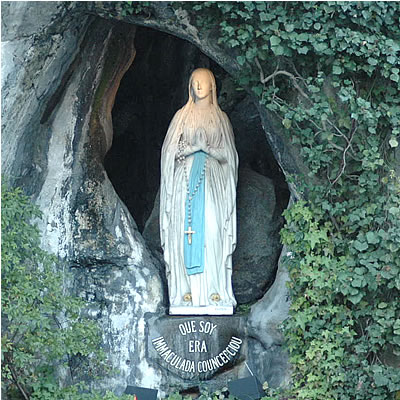 QUE SOY
ERA
IMMACULADA COUNCEPCIOU